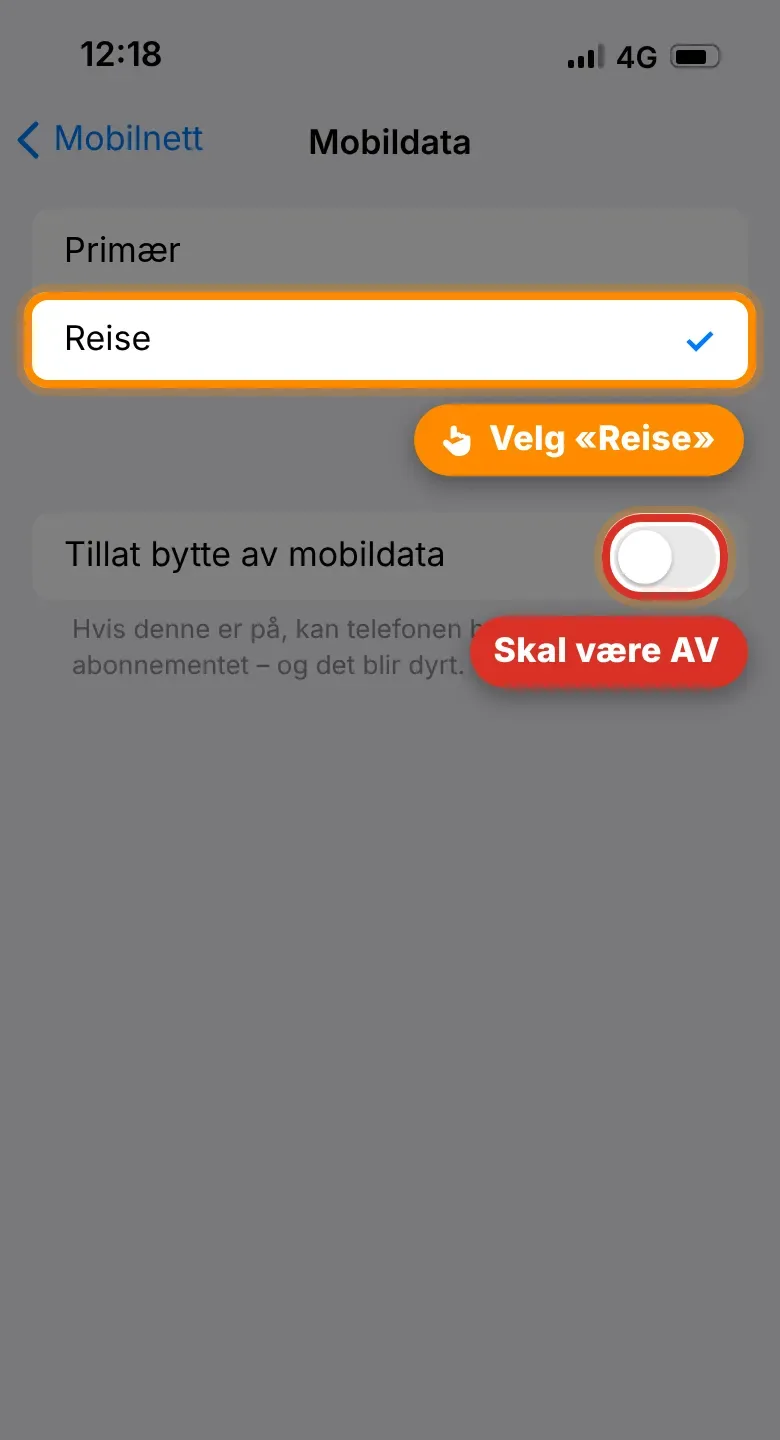 12:18
4G
Mobilnett
Mobildata
Primær
Reise
Velg «Reise»
Tillat bytte av mobildata
Hvis denne er på, kan telefonen
abonnementet – og det blir dyrt.
Skal være AV